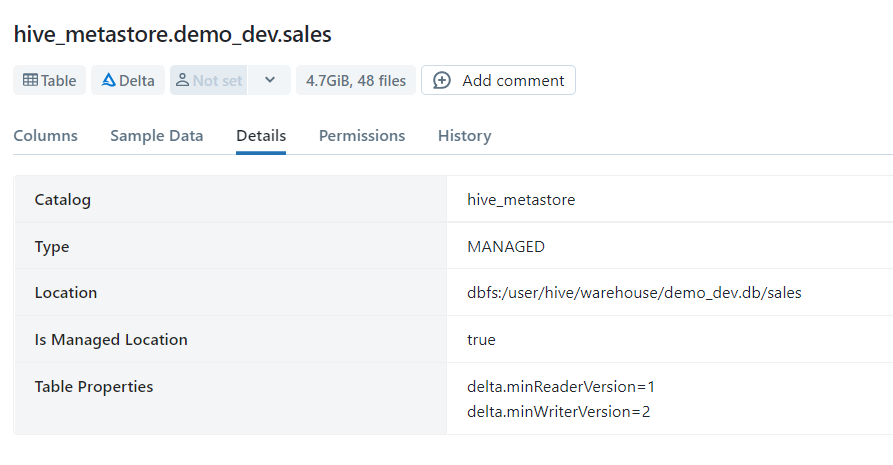 hive_metastore.demo_dev.sales
Table Delta Not set 4.7GiB, 48 files Add comment
Columns Sample Data Details Permissions History
Catalog hive_metastore
Type MANAGED
Location dbfs:/user/hive/warehouse/demo_dev.db/sales
Is Managed Location true
Table Properties delta.minReaderVersion=1
delta.minWriterVersion=2